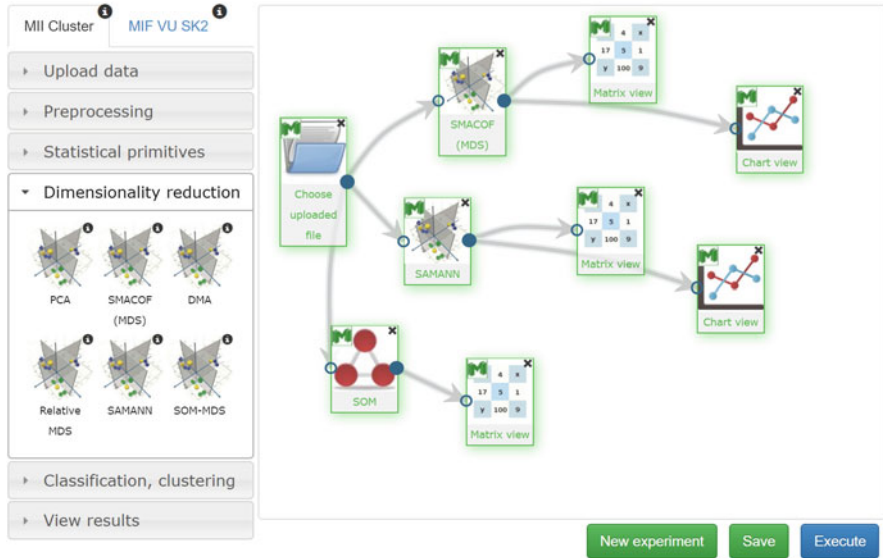 MII Cluster
MIF VU SK2
Upload data
Preprocessing
Statistical primitives
Dimensionality reduction
PCA
SMACOF
(MDS)
DMA
Relative
MDS
SAMANN
SOM-MDS
Classification, clustering
View results
Choose
uploaded
file
SMACOF
(MDS)
4 x
17 5 1
y 100 9
Matrix view
Chart view
SAMANN
4 x
17 5 1
y 100 9
Matrix view
Chart view
SOM
4 x
17 5 1
y 100 9
Matrix view
New experiment
Save
Execute